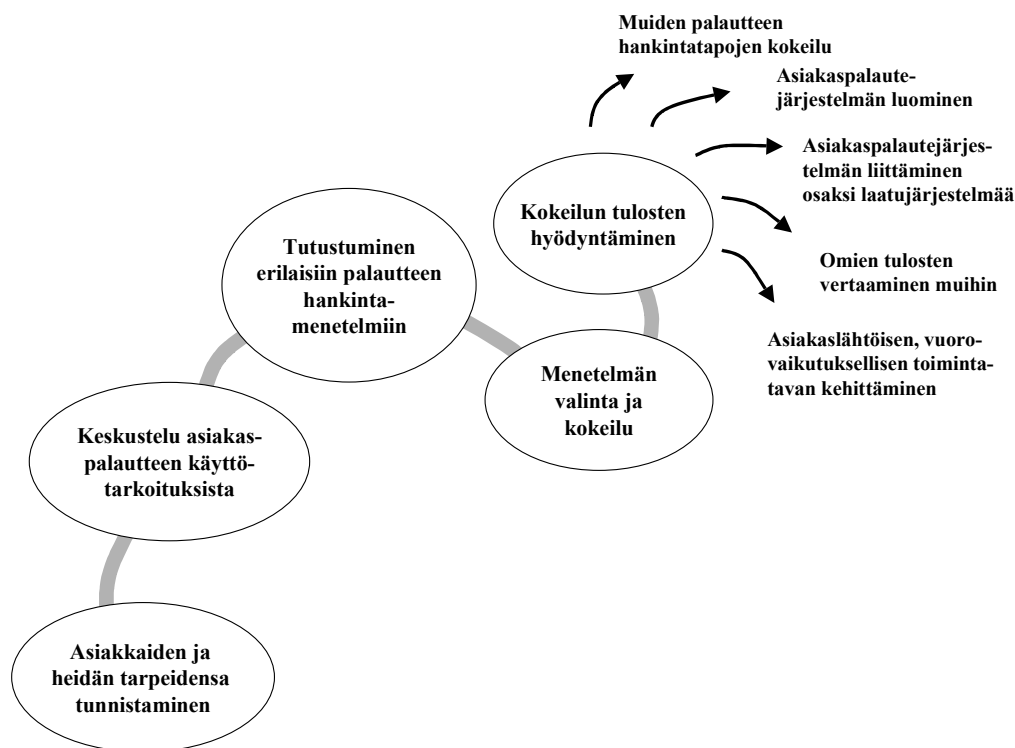 Muiden palautteen
hankintatapojen kokeilu
Asiakaspalaute-
järjestelmän luominen
Asiakaspalautejärjes-
telmän liittäminen
osaksi laatujärjestelmää
Omien tulosten
vertaaminen muihin
Asiakaslähtöisen, vuoro-
vaikutuksellisen toiminta-
tavan kehittäminen
Kokeilun tulosten
hyödyntäminen
Tutustuminen
erilaisiin palautteen
hankinta-
menetelmiin
Menetelmän
valinta ja
kokeilu
Keskustelu asiakas-
palautteen käyttö-
tarkoituksista
Asiakkaiden ja
heidän tarpeidensa
tunnistaminen